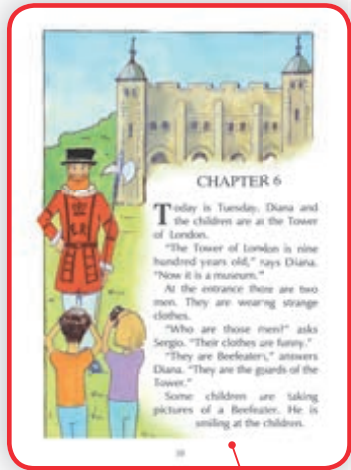 CHAPTER 6
Today is Tuesday. Diana and
the children are at the Tower
of London.
"The Tower of London is nine
hundred years old," says Diana.
"Now it is a museum."
At the entrance there are two
men. They are wearing strange
clothes.
"Who are those men?" asks
Sergio. "Their clothes are funny."
"They are Beefeaters," answers
Diana. "They are the guards of the
Tower."
Some children are taking
pictures of a Beefeater. He is
smiling at the children.